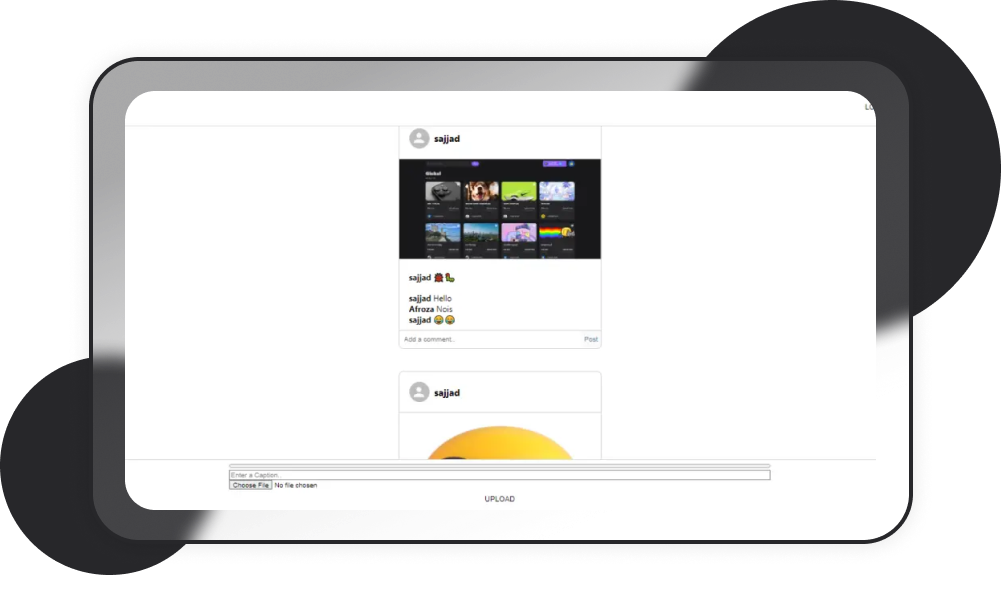 LO
sajjad
Global
sajjad 👹🐛
sajjad Hello
Afroza Nois
sajjad 😂😂
Add a comment..
Post
sajjad
Enter a Caption..
Choose File No file chosen
UPLOAD